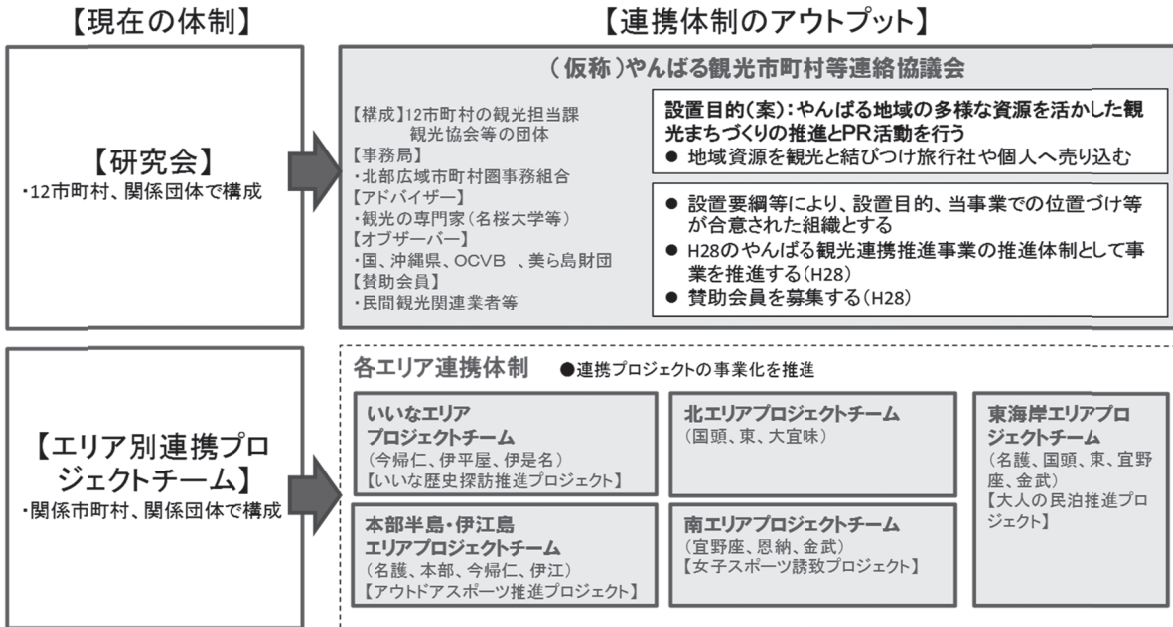 【現在の体制】
【連携体制のアウトプット】
【研究会】
・12市町村、関係団体で構成
(仮称)やんばる観光市町村等連絡協議会
【構成】12市町村の観光担当課
観光協会等の団体
【事務局】
・北部広域市町村圏事務組合
【アドバイザー】
・観光の専門家(名桜大学等)
【オブザーバー】
・国、沖縄県、OCVB 、美ら島財団
【賛助会員】
・民間観光関連業者等
設置目的(案):やんばる地域の多様な資源を活かした観
光まちづくりの推進とPR活動を行う
● 地域資源を観光と結びつけ旅行社や個人へ売り込む
● 設置要綱等により、設置目的、当事業での位置づけ等
が合意された組織とする
● H28のやんばる観光連携推進事業の推進体制として事
業を推進する(H28)
● 賛助会員を募集する(H28)
【エリア別連携プロ
ジェクトチーム】
・関係市町村、関係団体で構成
各エリア連携体制 ●連携プロジェクトの事業化を推進
いいなエリア
プロジェクトチーム
(今帰仁、伊平屋、伊是名)
【いいな歴史探訪推進プロジェクト】
北エリアプロジェクトチーム
(国頭、東、大宜味)
東海岸エリアプロ
ジェクトチーム
(名護、国頭、東、宜野
座、金武)
【大人の民泊推進プロ
ジェクト】
本部半島・伊江島
エリアプロジェクトチーム
(名護、本部、今帰仁、伊江)
【アウトドアスポーツ推進プロジェクト】
南エリアプロジェクトチーム
(宜野座、恩納、金武)
【女子スポーツ誘致プロジェクト】